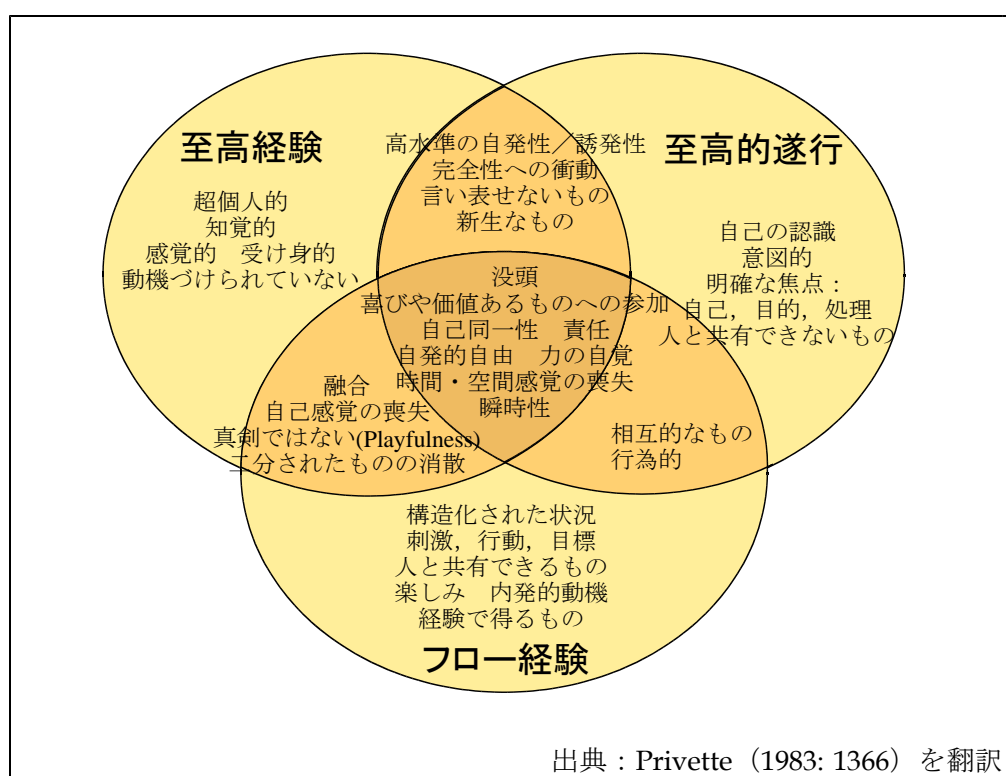 至高経験
超個人的
知覚的
感覚的　受け身的
動機づけられていない
高水準の自発性／誘発性
完全性への衝動
言い表せないもの
新生なもの
至高的遂行
自己の認識
意図的
明確な焦点：
自己，目的，処理
人と共有できないもの
没頭
喜びや価値あるものへの参加
自己同一性　責任
自発的自由　力の自覚
時間・空間感覚の喪失
瞬時性
融合
自己感覚の喪失
真剣ではない(Playfulness)
二分されたものの消散
相互的なもの
行為的
構造化された状況
刺激，行動，目標
人と共有できるもの
楽しみ　内発的動機
経験で得るもの
フロー経験
出典：Privette（1983: 1366）を翻訳